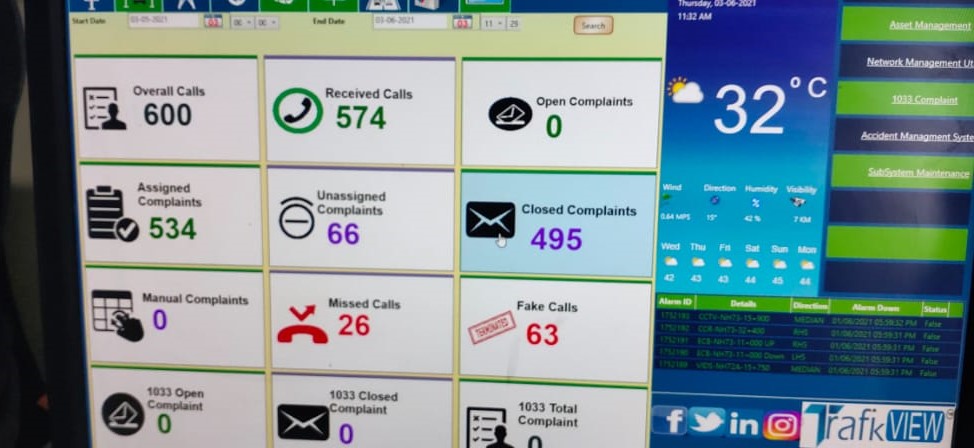 Start Date
03-05-2021
03
00
00
End Date
03-06-2021
03
11
29
Search
Overall Calls
600
Received Calls
574
Open Complaints
0
Assigned
Complaints
534
Unassigned
Complaints
66
Closed Complaints
495
Manual Complaints
0
Missed Calls
26
TERMINATED
Fake Calls
63
1033 Open
Complaint
0
1033 Closed
Complaint
0
1033 Total
Complaint
0
Thursday, 03-06-2021
11:32 AM
32°C
Wind Direction Humidity Visibility
0.64 MPS 15° 42 % 7 KM
Wed Thu Fri Sat Sun Mon
42 43 43 44 45 44
Asset Management
Network Management Ut
1033 Complaint
Accident Managment Syste
SubSystem Maintenance
Alarm ID Details Direction Alarm Down Status
1752193 CCTV-NH73-15+900 MEDIAN 01/06/2021 05:59:32 PM False
1752192 CCR-NH73-32+400 RHS 01/06/2021 05:59:31 PM False
1752191 ECB-NH73-11+000 UP RHS 01/06/2021 05:59:31 PM False
1752190 ECB-NH73-11+000 Down LHS 01/06/2021 05:59:31 PM False
VIDS-NH72A-15+750 MEDIAN 01/06/2021 05:59:31 PM False
f
in
TrafikVIEW